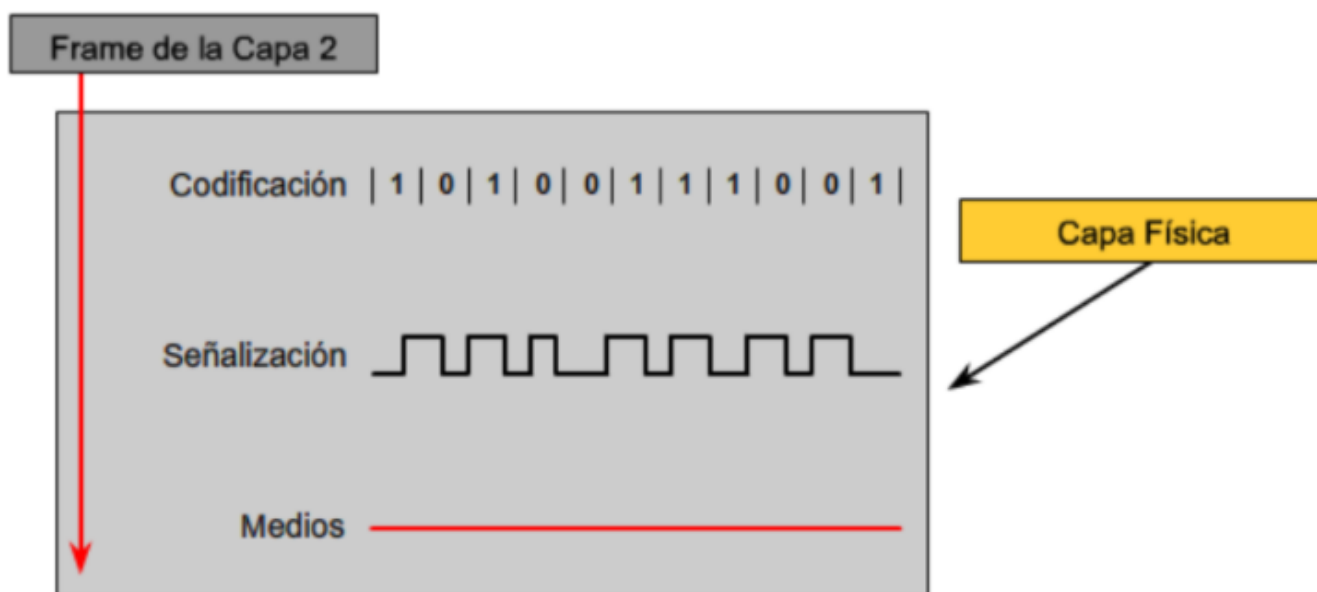 Frame de la Capa 2
Codificación | 1 | 0 | 1 | 0 | 0 | 1 | 1 | 1 | 0 | 0 | 1 |
Capa Física
Señalización
Medios